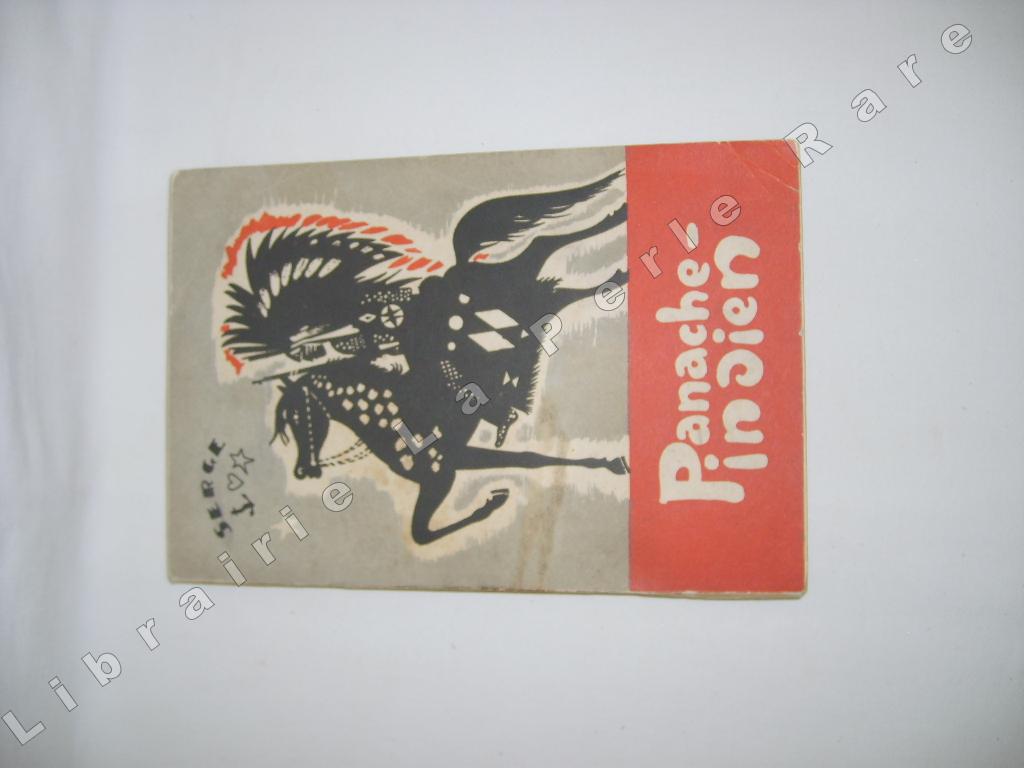 SERGE
Panache-
indien
Librairie La Perle Rare